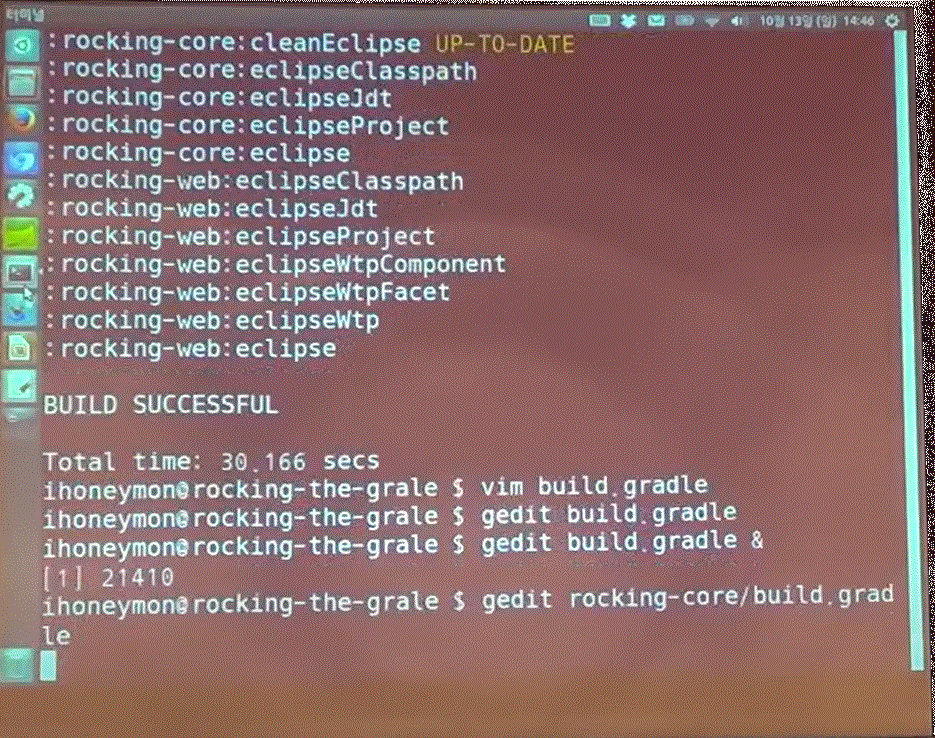 터미널
10월 13일 (일) 14:46
:rocking-core:cleanEclipse UP-TO-DATE
:rocking-core:eclipseClasspath
:rocking-core:eclipseJdt
:rocking-core:eclipseProject
:rocking-core:eclipse
:rocking-web:eclipseClasspath
:rocking-web:eclipseJdt
:rocking-web:eclipseProject
:rocking-web:eclipseWtpComponent
:rocking-web:eclipseWtpFacet
:rocking-web:eclipseWtp
:rocking-web:eclipse
BUILD SUCCESSFUL
Total time: 30.166 secs
ihoneymon@rocking-the-grale $ vim build.gradle
ihoneymon@rocking-the-grale $ gedit build.gradle
ihoneymon@rocking-the-grale $ gedit build.gradle &
[1] 21410
ihoneymon@rocking-the-grale $ gedit rocking-core/build.grad
le